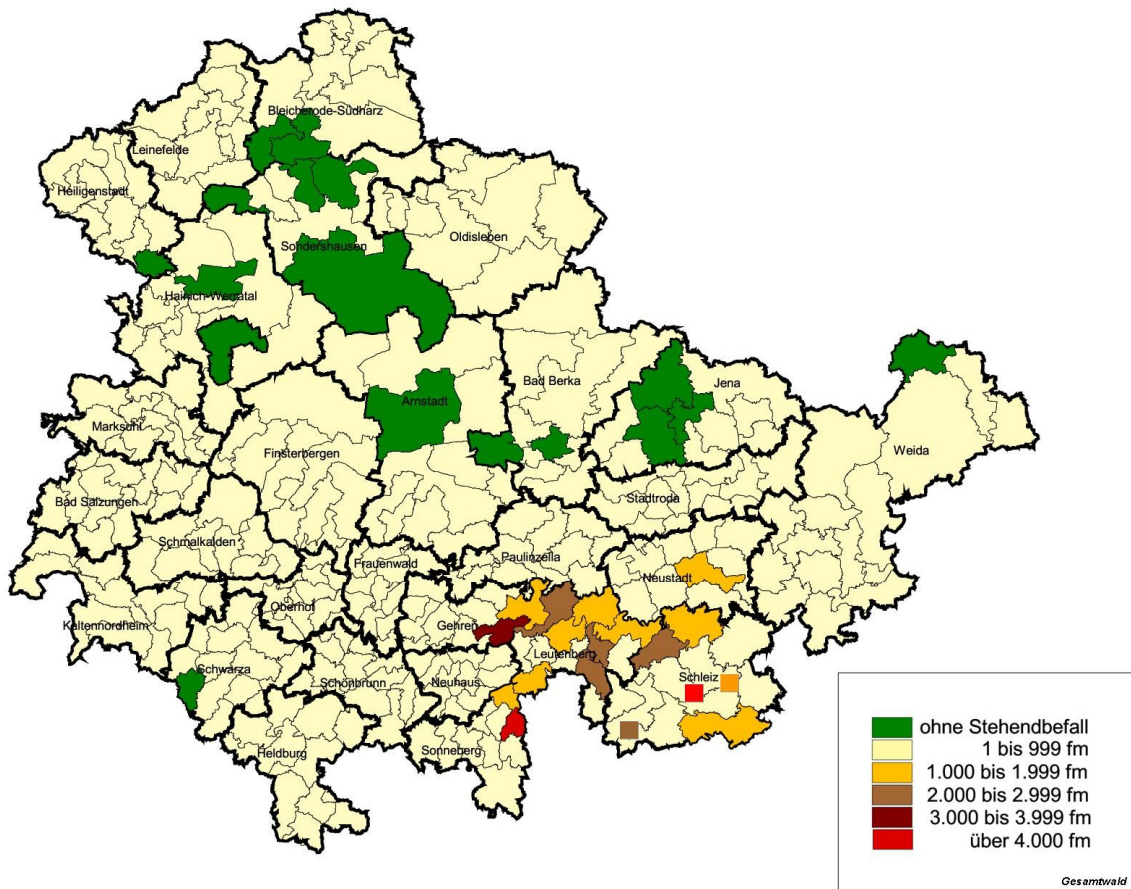 Bleicherode-Südharz
Leinefelde
Heiligenstadt
Oldisleben
Sondershausen
Hainich-Werratal
Bad Berka
Jena
Arnstadt
Marksuhl
Finsterbergen
Weida
Bad Salzungen
Stadtroda
Schmalkalden
Frauenwald
Paulinzella
Neustadt
Oberhof
Gehren
Kaltennordheim
Leutenberg
Schwarza
Schönbrunn
Neuhaus
Schleiz
Sonneberg
Heldburg
ohne Stehendbefall
1 bis 999 fm
1.000 bis 1.999 fm
2.000 bis 2.999 fm
3.000 bis 3.999 fm
über 4.000 fm
Gesamtwald